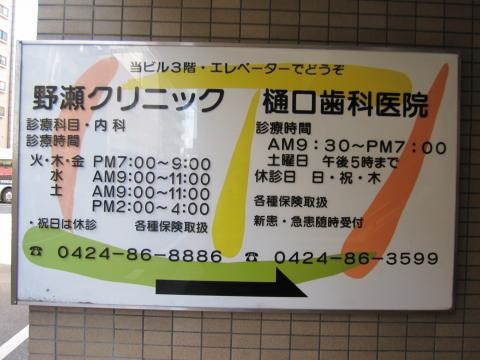 当ビル3階・エレベーターでどうぞ
野瀬クリニック
診療科目・内科
診療時間
火・木・金 PM7:00~9:00
水 AM9:00~11:00
土 AM9:00~11:00
PM2:00~4:00
・祝日は休診 各種保険取扱
☎ 0424-86-8886
樋口歯科医院
診療時間
AM9:30~PM7:00
土曜日 午後5時まで
休診日 日・祝・木
各種保険取扱
新患・急患随時受付
☎ 0424-86-3599